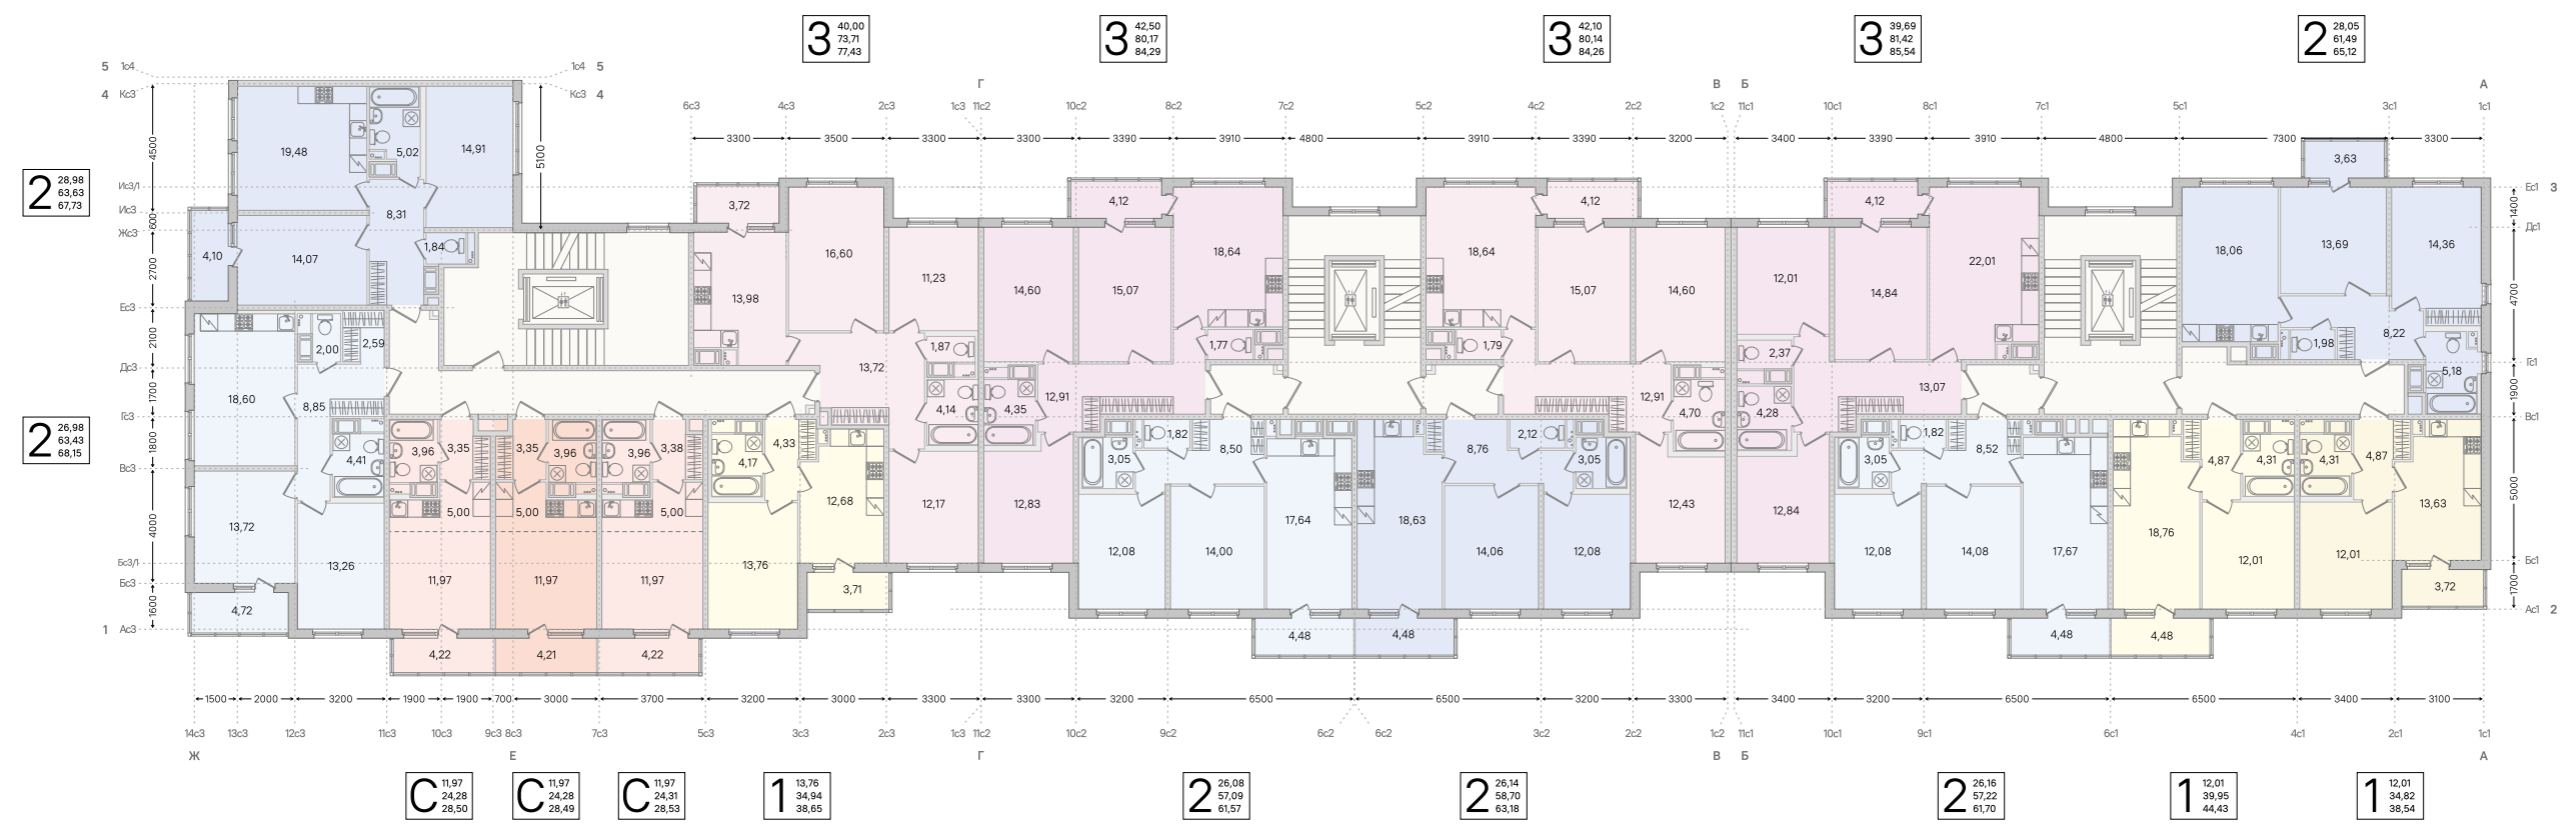 3 40,00
73,71
77,43
3 42,50
80,17
84,29
3 42,10
80,14
84,26
3 39,69
81,42
85,54
2 28,05
61,49
65,12
5 1с4 1с4 5
4 Кс3 Кс3 4
Г В Б А
6с3 4с3 2с3 1с3 11с2 10с2 8с2 7с2 5с2 4с2 2с2 1с2 11с1 10с1 8с1 7с1 5с1 3с1 1с1
3300 3500 3300 3300 3390 3910 4800 3910 3390 3200 3400 3390 3910 4800 7300 3300
4500 5100
19,48 5,02 14,91
3,63
2 28,98
63,63
67,73
Ис3/1
Ис3
600
Жс3
2700
Ес3
2100
Дс3
1700
Гс3
1800
Вс3
4000
Бс3/1
Бс3
1600
1 Ас3
Ес1 3
1400
Дс1
4700
Гс1
1900
Вс1
5000
Бс1
1700
Ас1 2
8,31
4,10 14,07 1,84
3,72 16,60 11,23 13,98
13,72 1,87 4,14
4,12 14,60 15,07 18,64
1,77 12,91 4,35
4,12 18,64 15,07 14,60
1,79 12,91 4,70
4,12 12,01 14,84 22,01
2,37 13,07 4,28
18,06 13,69 14,36
1,98 8,22 5,18
2 26,98
63,43
68,15
2,00 2,59
18,60 8,85
4,41
13,72 13,26
4,72
3,96 3,35 3,35 3,96 3,96 3,38
5,00 5,00 5,00
11,97 11,97 11,97
4,22 4,21 4,22
4,33 4,17 12,68
13,76 3,71
12,17 12,83
1,82 8,50 3,05
17,64 12,08 14,00
4,48
8,76 2,12 3,05
18,63 14,06 12,08
4,48
12,43 12,84
1,82 8,52 3,05
12,08 14,08 17,67
4,48
4,87 4,31 4,31 4,87
18,76 12,01 12,01 13,63
4,48 3,72
1500 2000 3200 1900 1900 700 3000 3700 3200 3000 3300 3300 3200 6500 6500 3200 3300 3400 3200 6500 6500 3400 3100
14с3 13с3 12с3 11с3 10с3 9с3 8с3 7с3 5с3 3с3 2с3 1с3 11с2 10с2 9с2 6с2 6с2 3с2 2с2 1с2 11с1 10с1 9с1 6с1 4с1 2с1 1с1
Ж Е Г В Б А
С 11,97
24,28
28,50
С 11,97
24,28
28,49
С 11,97
24,31
28,53
1 13,76
34,94
38,65
2 26,08
57,09
61,57
2 26,14
58,70
63,18
2 26,16
57,22
61,70
1 12,01
39,95
44,43
1 12,01
34,82
38,54